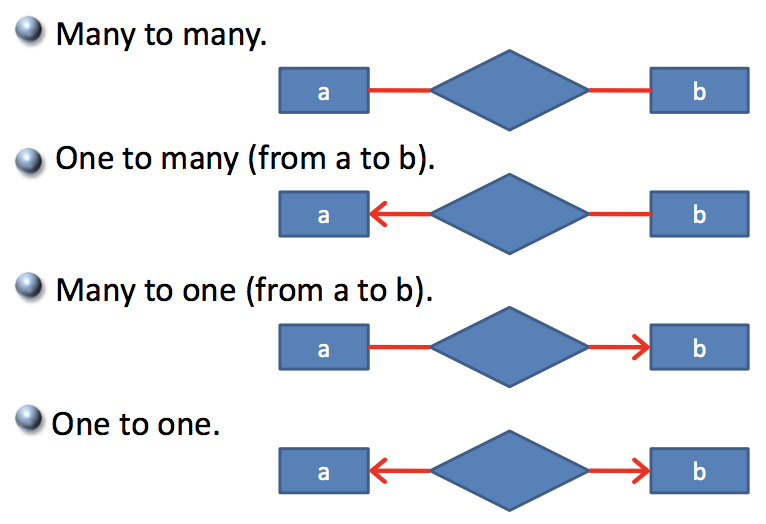 Many to many.
a b
One to many (from a to b).
a b
Many to one (from a to b).
a b
One to one.
a b